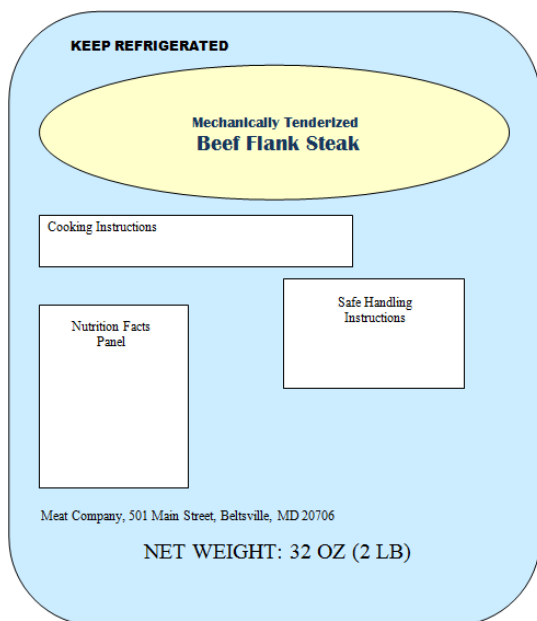 KEEP REFRIGERATED
Mechanically Tenderized
Beef Flank Steak
Cooking Instructions
Safe Handling
Instructions
Nutrition Facts
Panel
Meat Company, 501 Main Street, Beltsville, MD 20706
NET WEIGHT: 32 OZ (2 LB)